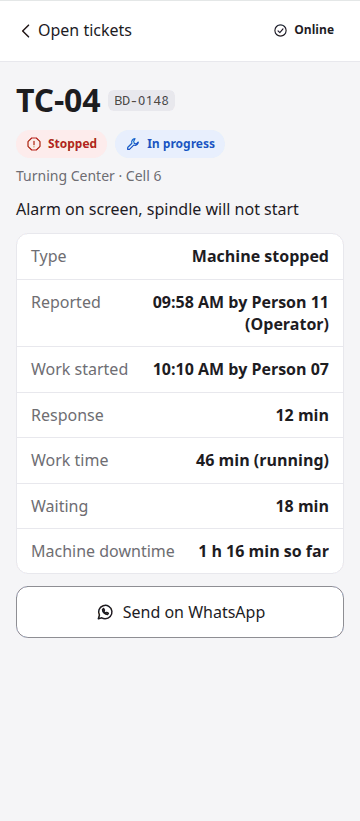 Open tickets
Online
TC-04 BD-0148
Stopped
In progress
Turning Center · Cell 6
Alarm on screen, spindle will not start
Type Machine stopped
Reported 09:58 AM by Person 11
(Operator)
Work started 10:10 AM by Person 07
Response 12 min
Work time 46 min (running)
Waiting 18 min
Machine downtime 1 h 16 min so far
Send on WhatsApp